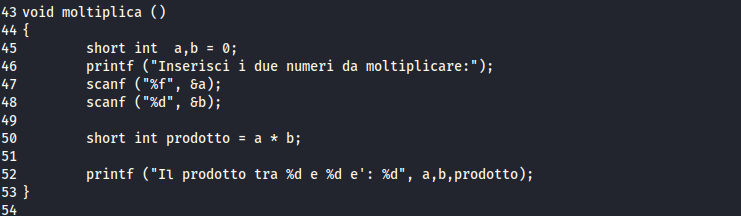 43 void moltiplica ()
44 {
45         short int  a,b = 0;
46         printf ("Inserisci i due numeri da moltiplicare:");
47         scanf ("%f", &a);
48         scanf ("%d", &b);
49
50         short int prodotto = a * b;
51
52         printf ("Il prodotto tra %d e %d e': %d", a,b,prodotto);
53 }
54